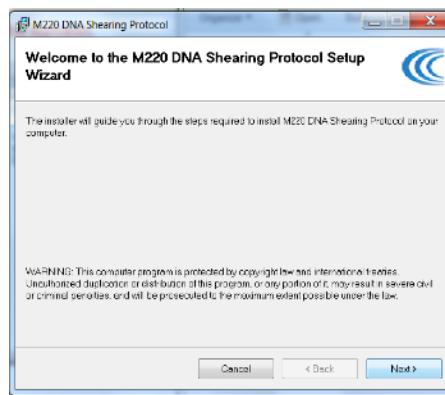 M220 DNA Shearing Protocol
Welcome to the M220 DNA Shearing Protocol Setup
Wizard
The installer will guide you through the steps required to install M220 DNA Shearing Protocol on your
computer.
WARNING: This computer program is protected by copyright law and international treaties.
Unauthorized duplication or distribution of this program, or any portion of it, may result in severe civil
or criminal penalties, and will be prosecuted to the maximum extent possible under the law.
Cancel
< Back
Next >